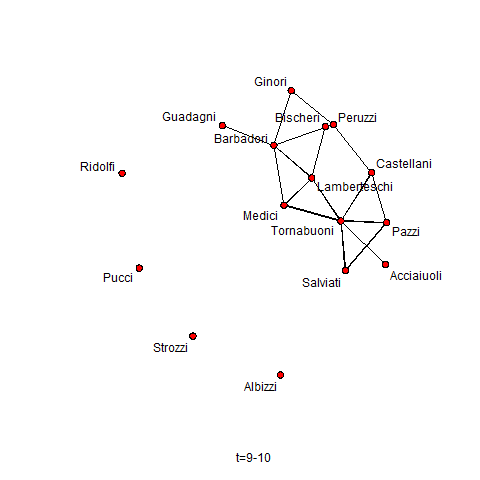 Ginori
Guadagni
Bischeri
Peruzzi
Barbadori
Castellani
Ridolfi
Lamberteschi
Medici
Tornabuoni
Pazzi
Pucci
Acciaiuoli
Salviati
Strozzi
Albizzi
t=9-10